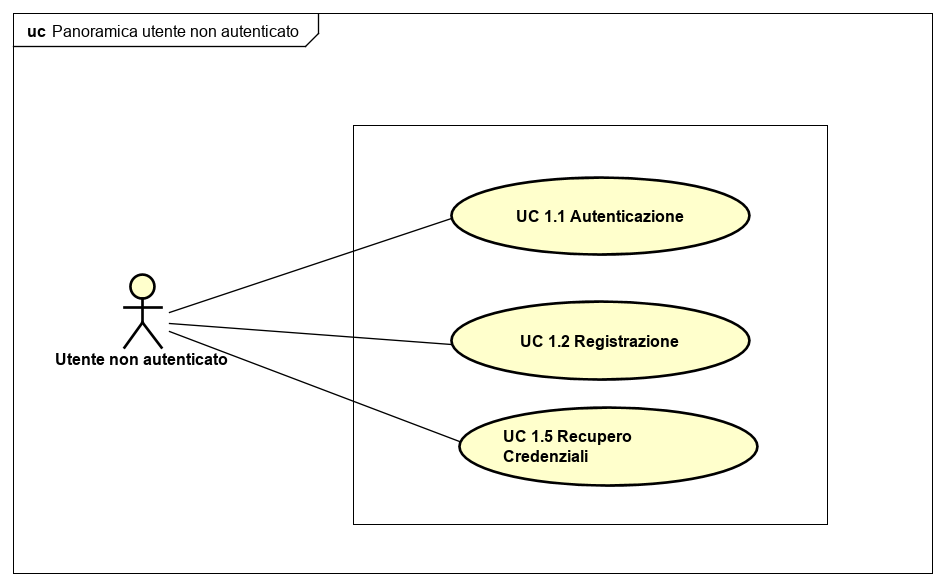 uc Panoramica utente non autenticato
UC 1.1 Autenticazione
UC 1.2 Registrazione
Utente non autenticato
UC 1.5 Recupero
Credenziali